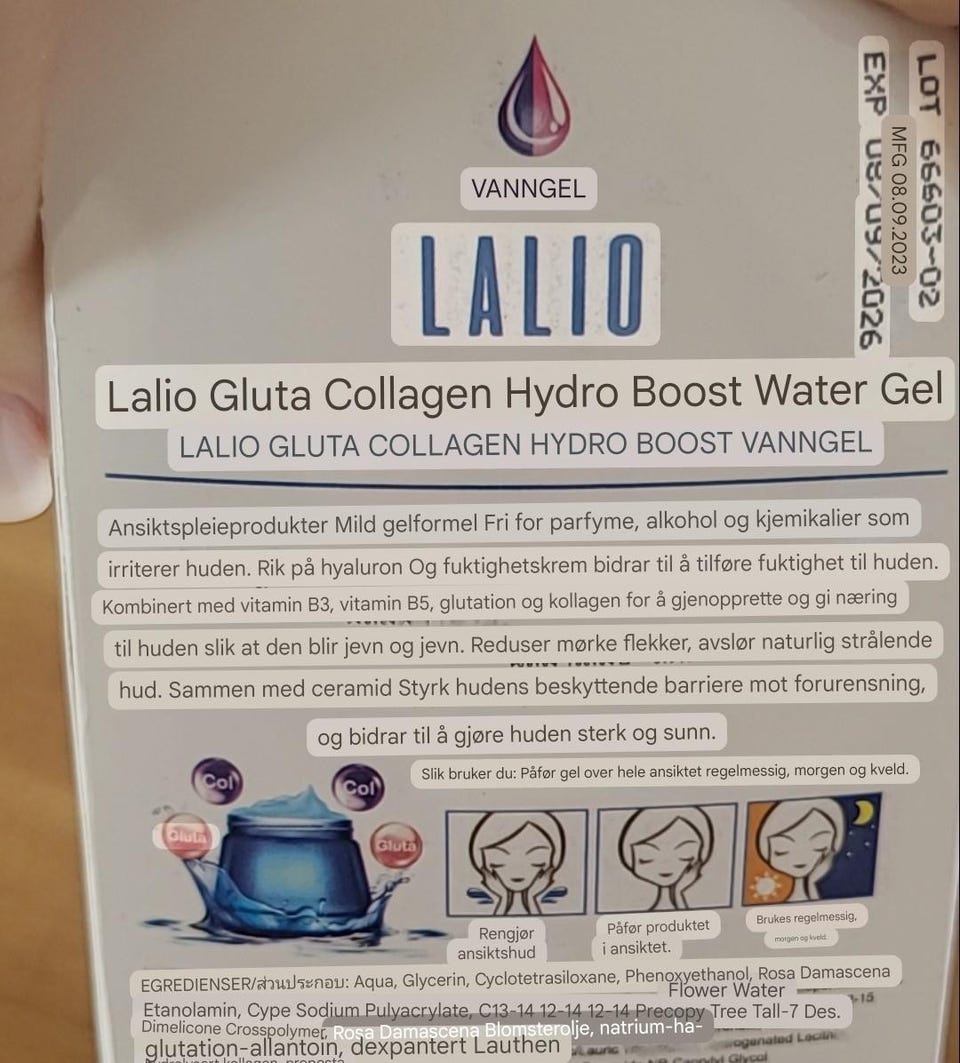 VANNGEL
LALIO
EXP 08/09/2026
MFG 08.09.2023
LOT 66603-02
Lalio Gluta Collagen Hydro Boost Water Gel
LALIO GLUTA COLLAGEN HYDRO BOOST VANNGEL
Ansiktspleieprodukter Mild gelformel Fri for parfyme, alkohol og kjemikalier som
irriterer huden. Rik på hyaluron Og fuktighetskrem bidrar til å tilføre fuktighet til huden.
Kombinert med vitamin B3, vitamin B5, glutation og kollagen for å gjenopprette og gi næring
til huden slik at den blir jevn og jevn. Reduser mørke flekker, avslør naturlig strålende
hud. Sammen med ceramid Styrk hudens beskyttende barriere mot forurensning,
og bidrar til å gjøre huden sterk og sunn.
Slik bruker du: Påfør gel over hele ansiktet regelmessig, morgen og kveld.
Col Col
Gluta Gluta
Rengjør
ansiktshud
Påfør produktet
i ansiktet.
Brukes regelmessig,
morgen og kveld.
EGREDIENSER/ส่วนประกอบ: Aqua, Glycerin, Cyclotetrasiloxane, Phenoxyethanol, Rosa Damascena
Flower Water
Etanolamin, Cype Sodium Pulyacrylate, C13-14 12-14 12-14 Precopy Tree Tall-7 Des.
Dimelicone Crosspolymer, Rosa Damascena Blomsterolje, natrium-ha-
glutation-allantoin, dexpantert Lauthen